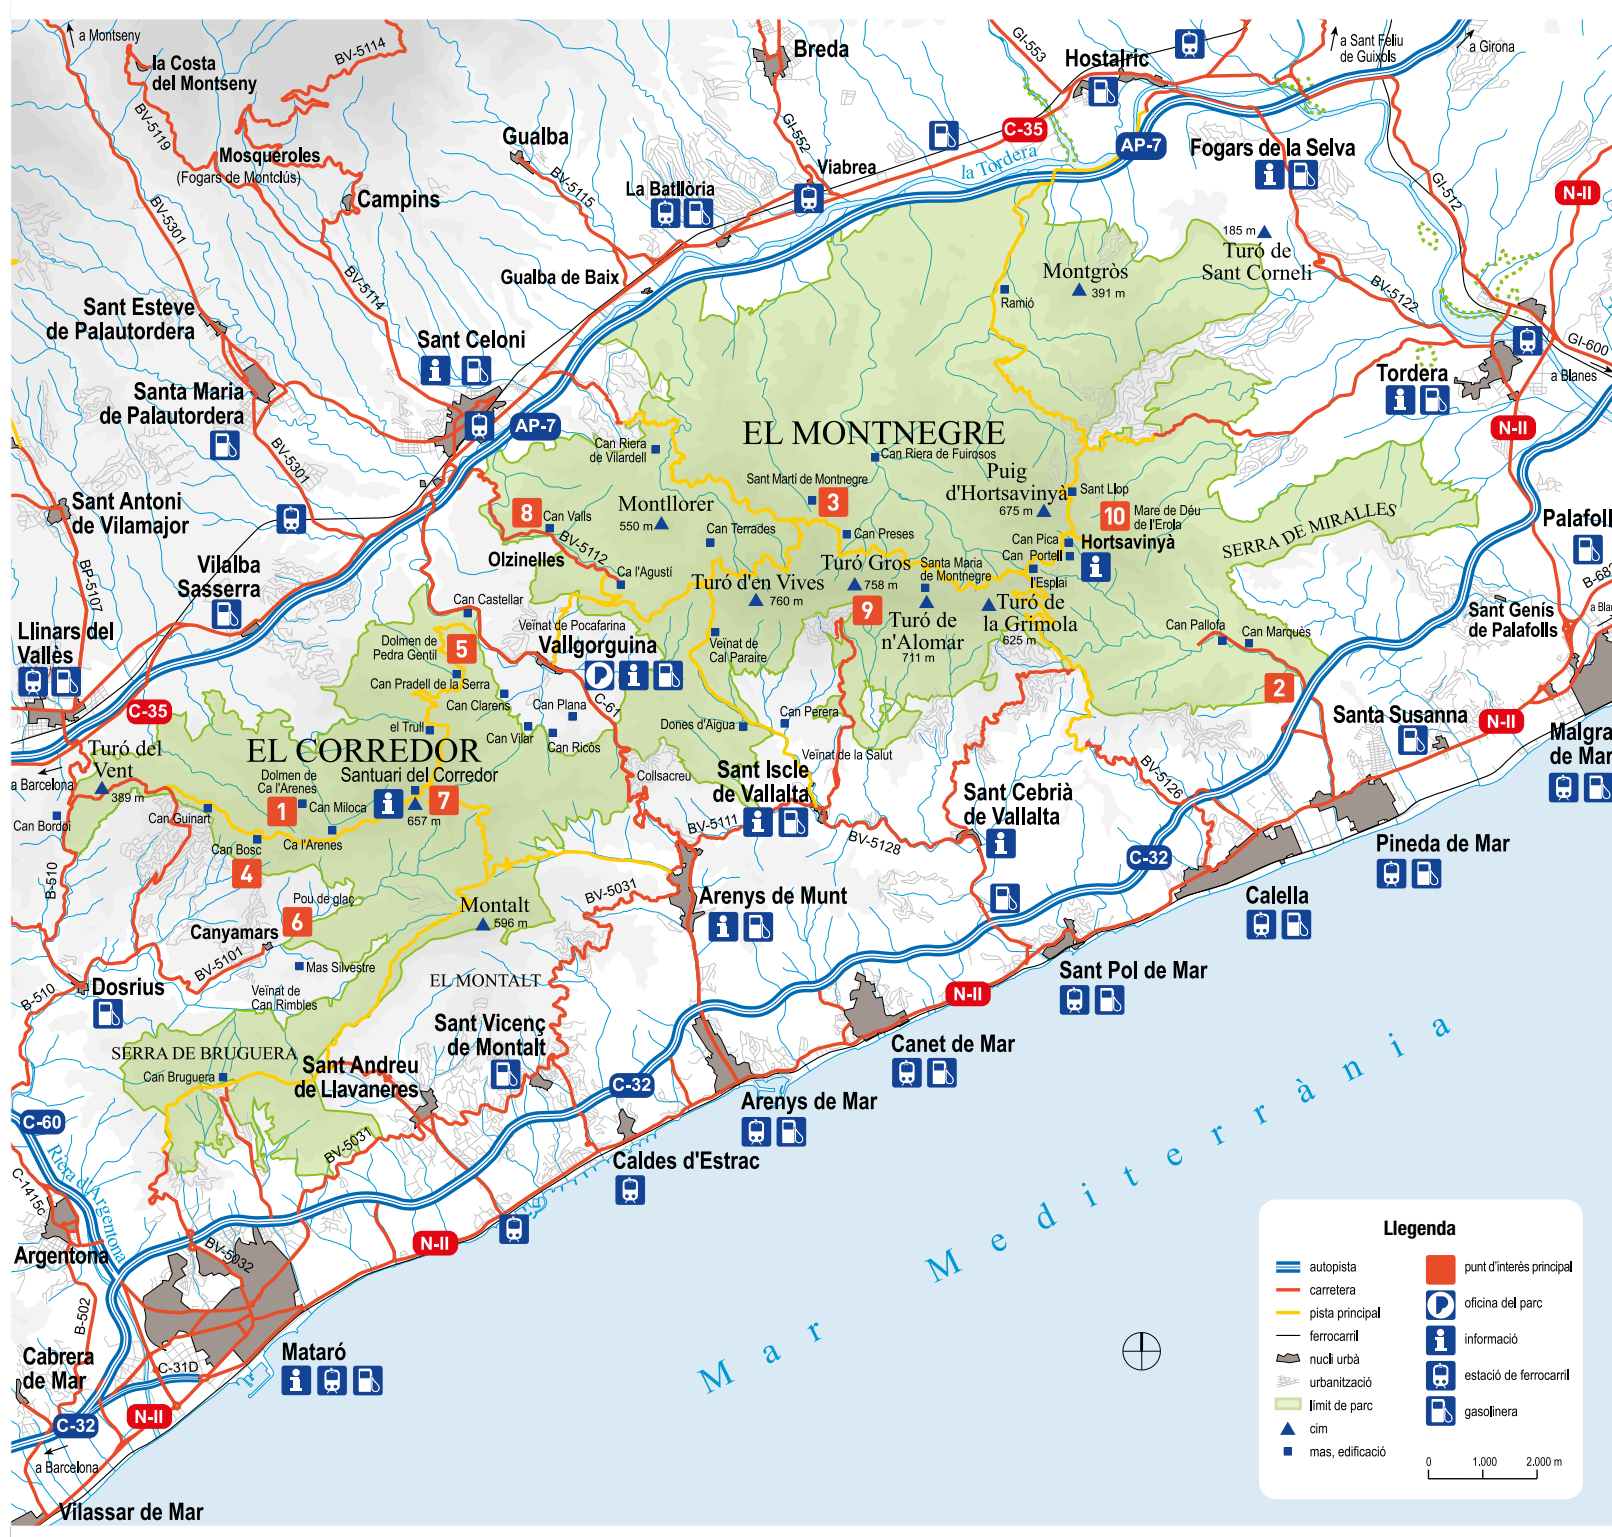 a Montseny
BV-5114
la Costa
del Montseny
BV-5119
Breda
GI-553
Hostalric
a Sant Feliu
de Guíxols
a Girona
Gualba
GI-552
C-35
AP-7
Fogars de la Selva
Mosqueroles
(Fogars de Montclús)
Campins
BV-5115
Viabrea
la Tordera
La Batllòria
GI-512
N-II
BV-5301
BV-5114
Gualba de Baix
185 m
Turó de
Sant Corneli
Montgròs
391 m
Ramió
BV-5122
Sant Esteve
de Palautordera
Sant Celoni
GI-600
a Blanes
Tordera
Santa Maria
de Palautordera
AP-7
N-II
EL MONTNEGRE
Can Riera
de Vilardell
Can Riera de Fuirosos
BV-5301
Sant Antoni
de Vilamajor
Sant Martí de Montnegre
3
Puig
d'Hortsavinyà
675 m
Sant Llop
10
Mare de Déu
de l'Erola
SERRA DE MIRALLES
Palafolls
Montllorer
550 m
8
Can Valls
BV-5112
Olzinelles
Can Terrades
Can Preses
Can Pica
Can Portell
Hortsavinyà
l'Esplai
BP-5107
Vilalba
Sasserra
Ca l'Agustí
Turó d'en Vives
760 m
Turó Gros
758 m
Santa Maria
de Montnegre
9
Turó de
n'Alomar
711 m
Turó de
la Grimola
625 m
B-682
Sant Genís
de Palafolls
Llinars del
Vallès
Can Castellar
Veïnat de Pocafarina
Dolmen de
Pedra Gentil
5
Vallgorguina
Veïnat de
Cal Paraire
Can Pallofa
Can Marquès
2
Can Pradell de la Serra
Can Clarens
Can Plana
C-61
C-35
Santa Susanna
N-II
Malgrat
de Mar
el Trull
Can Vilar
Can Ricós
Dones d'Aigua
Can Perera
Veïnat de la Salut
Turó del
Vent
389 m
EL CORREDOR
Dolmen de
Ca l'Arenes
Santuari del Corredor
7
657 m
1
Can Miloca
Ca l'Arenes
Collsacreu
Sant Iscle
de Vallalta
BV-5126
a Barcelona
Can Bordoi
Can Guinart
Can Bosc
4
BV-5111
BV-5128
Sant Cebrià
de Vallalta
C-32
Pineda de Mar
B-510
Calella
Pou de glaç
6
Canyamars
BV-5101
Montalt
596 m
BV-5031
Arenys de Munt
Mas Silvestre
Veïnat de
Can Rimbles
EL MONTALT
Sant Pol de Mar
B-510
Dosrius
N-II
Sant Vicenç
de Montalt
Canet de Mar
SERRA DE BRUGUERA
Can Bruguera
Sant Andreu
de Llavaneres
C-32
Arenys de Mar
C-60
Riera d'Argentona
BV-5031
Caldes d'Estrac
C-1415c
Argentona
BV-5032
N-II
Mar Mediterrània
B-502
Cabrera
de Mar
C-31D
Mataró
C-32
N-II
a Barcelona
Vilassar de Mar
Llegenda
autopista
carretera
pista principal
ferrocarril
nucli urbà
urbanització
límit de parc
cim
mas, edificació
punt d'interès principal
oficina del parc
informació
estació de ferrocarril
gasolinera
0 1.000 2.000 m